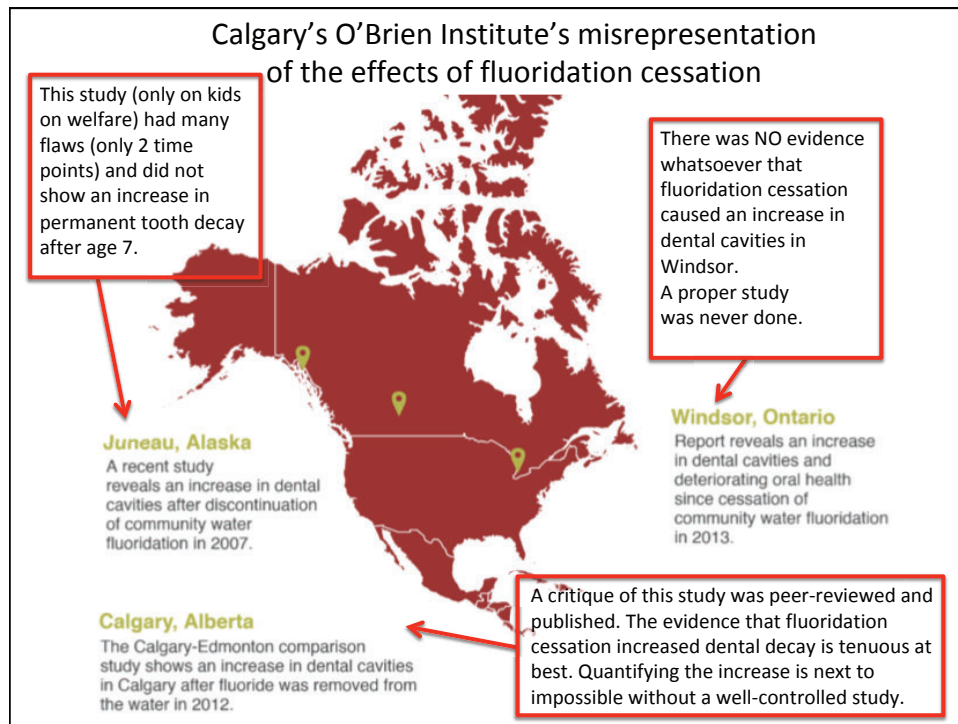 Calgary’s O’Brien Institute’s misrepresentation
of the effects of fluoridation cessation
This study (only on kids
on welfare) had many
flaws (only 2 time
points) and did not
show an increase in
permanent tooth decay
after age 7.
There was NO evidence
whatsoever that
fluoridation cessation
caused an increase in
dental cavities in
Windsor.
A proper study
was never done.
Juneau, Alaska
A recent study
reveals an increase in dental
cavities after discontinuation
of community water
fluoridation in 2007.
Windsor, Ontario
Report reveals an increase
in dental cavities and
deteriorating oral health
since cessation of
community water fluoridation
in 2013.
Calgary, Alberta
The Calgary-Edmonton comparison
study shows an increase in dental cavities
in Calgary after fluoride was removed from
the water in 2012.
A critique of this study was peer-reviewed and
published. The evidence that fluoridation
cessation increased dental decay is tenuous at
best. Quantifying the increase is next to
impossible without a well-controlled study.